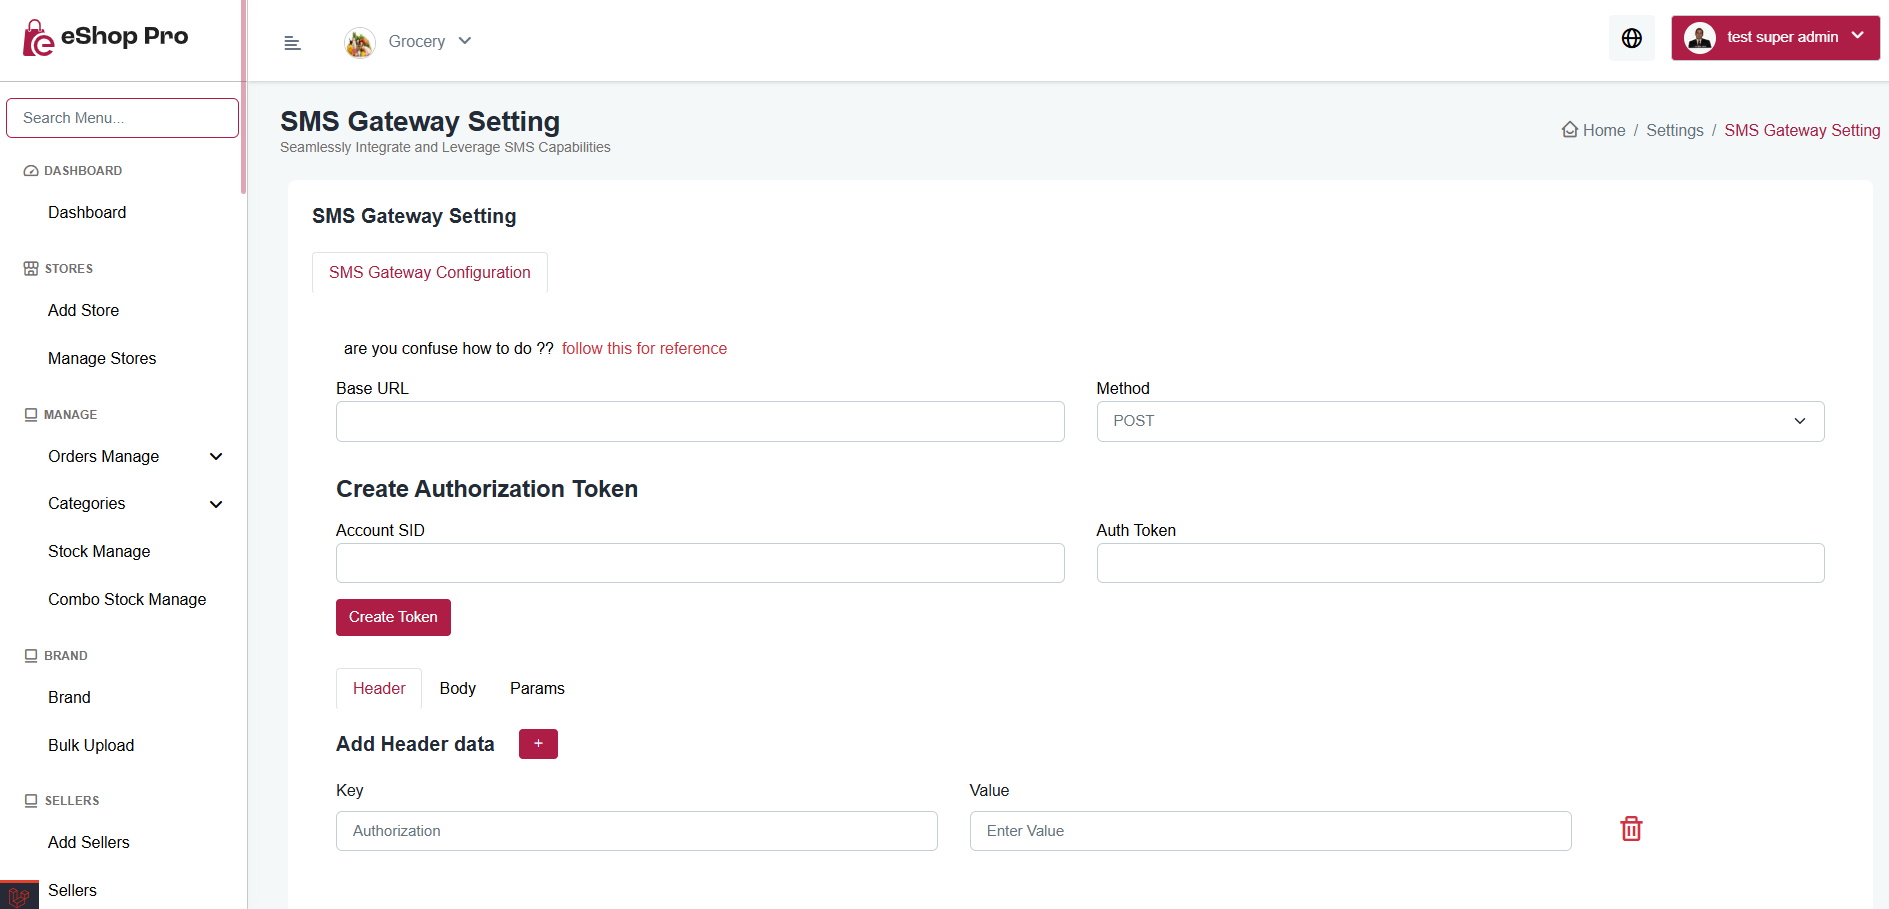 eShop Pro
Grocery
test super admin
Search Menu...
DASHBOARD
Dashboard
STORES
Add Store
Manage Stores
MANAGE
Orders Manage
Categories
Stock Manage
Combo Stock Manage
BRAND
Brand
Bulk Upload
SELLERS
Add Sellers
Sellers
SMS Gateway Setting
Seamlessly Integrate and Leverage SMS Capabilities
Home / Settings / SMS Gateway Setting
SMS Gateway Setting
SMS Gateway Configuration
are you confuse how to do ?? follow this for reference
Base URL
Method
POST
Create Authorization Token
Account SID
Auth Token
Create Token
Header Body Params
Add Header data +
Key
Value
Authorization
Enter Value